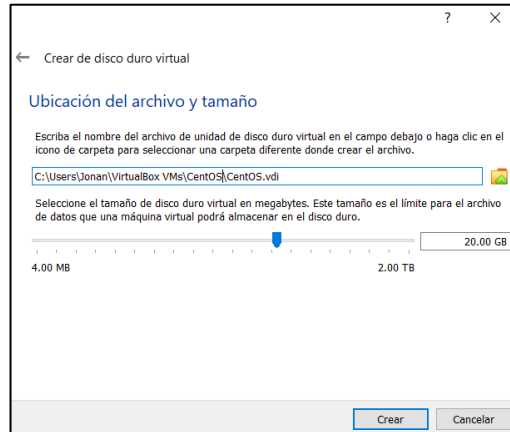 ?
Crear de disco duro virtual
Ubicación del archivo y tamaño
Escriba el nombre del archivo de unidad de disco duro virtual en el campo debajo o haga clic en el
icono de carpeta para seleccionar una carpeta diferente donde crear el archivo.
C:\Users\Jonan\VirtualBox VMs\CentOS\CentOS.vdi
Seleccione el tamaño de disco duro virtual en megabytes. Este tamaño es el límite para el archivo
de datos que una máquina virtual podrá almacenar en el disco duro.
20.00 GB
4.00 MB 2.00 TB
Crear Cancelar